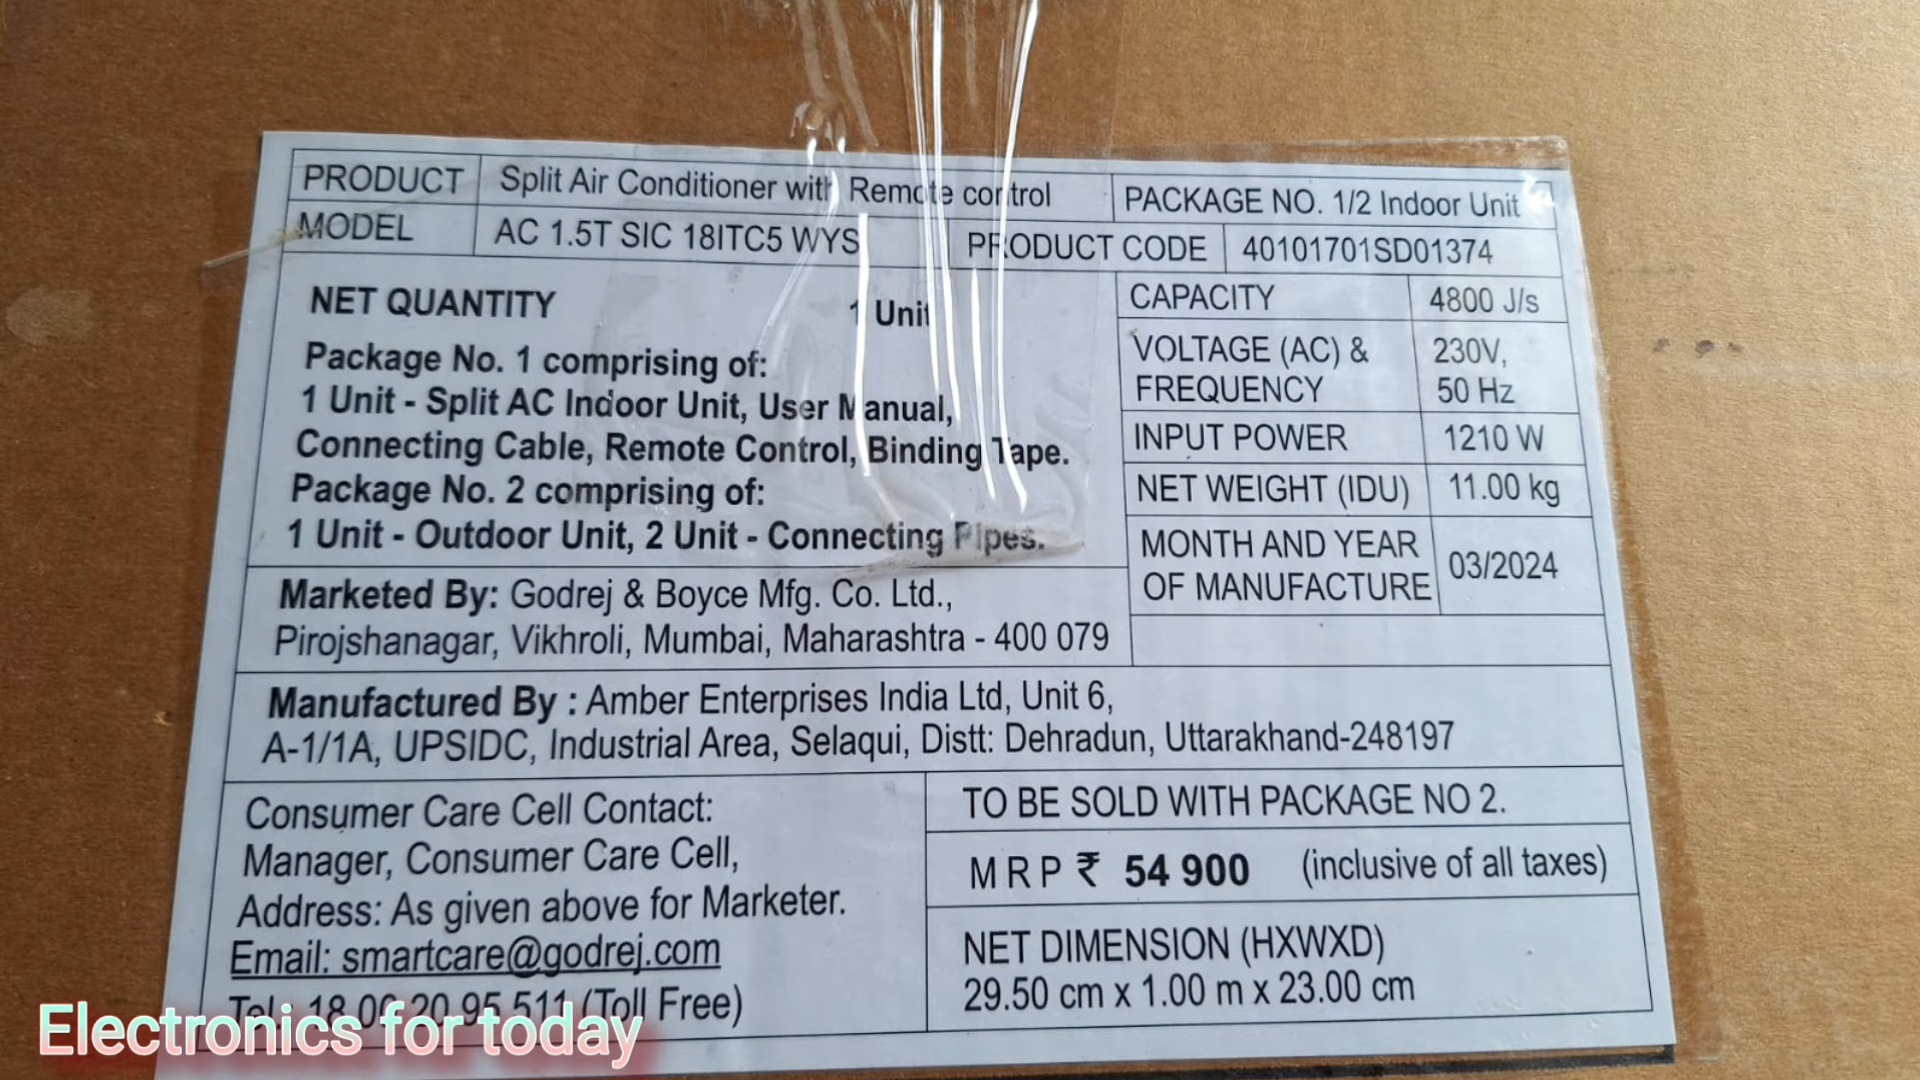 PRODUCT Split Air Conditioner with Remote control PACKAGE NO. 1/2 Indoor Unit
MODEL AC 1.5T SIC 18ITC5 WYS PRODUCT CODE 40101701SD01374
NET QUANTITY 1 Unit
Package No. 1 comprising of:
1 Unit - Split AC Indoor Unit, User Manual,
Connecting Cable, Remote Control, Binding Tape.
Package No. 2 comprising of:
1 Unit - Outdoor Unit, 2 Unit - Connecting Pipes.
CAPACITY 4800 J/s
VOLTAGE (AC) & 230V,
FREQUENCY 50 Hz
INPUT POWER 1210 W
NET WEIGHT (IDU) 11.00 kg
MONTH AND YEAR
OF MANUFACTURE 03/2024
Marketed By: Godrej & Boyce Mfg. Co. Ltd.,
Pirojshanagar, Vikhroli, Mumbai, Maharashtra - 400 079
Manufactured By : Amber Enterprises India Ltd, Unit 6,
A-1/1A, UPSIDC, Industrial Area, Selaqui, Distt: Dehradun, Uttarakhand-248197
Consumer Care Cell Contact:
Manager, Consumer Care Cell,
Address: As given above for Marketer.
Email: smartcare@godrej.com
Tel.: 18 00 20 95 511 (Toll Free)
TO BE SOLD WITH PACKAGE NO 2.
M R P ₹ 54 900 (inclusive of all taxes)
NET DIMENSION (HXWXD)
29.50 cm x 1.00 m x 23.00 cm
Electronics for today